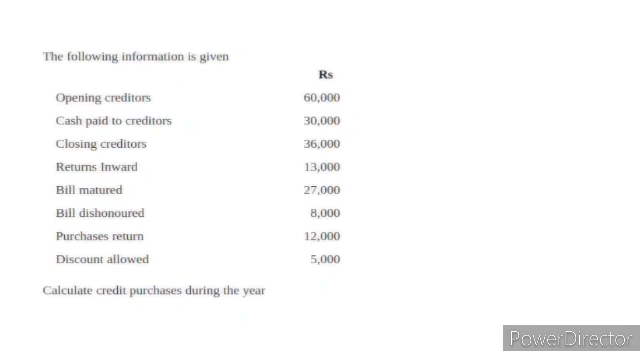 The following information is given
Rs
Opening creditors 60,000
Cash paid to creditors 30,000
Closing creditors 36,000
Returns Inward 13,000
Bill matured 27,000
Bill dishonoured 8,000
Purchases return 12,000
Discount allowed 5,000
Calculate credit purchases during the year
PowerDirector